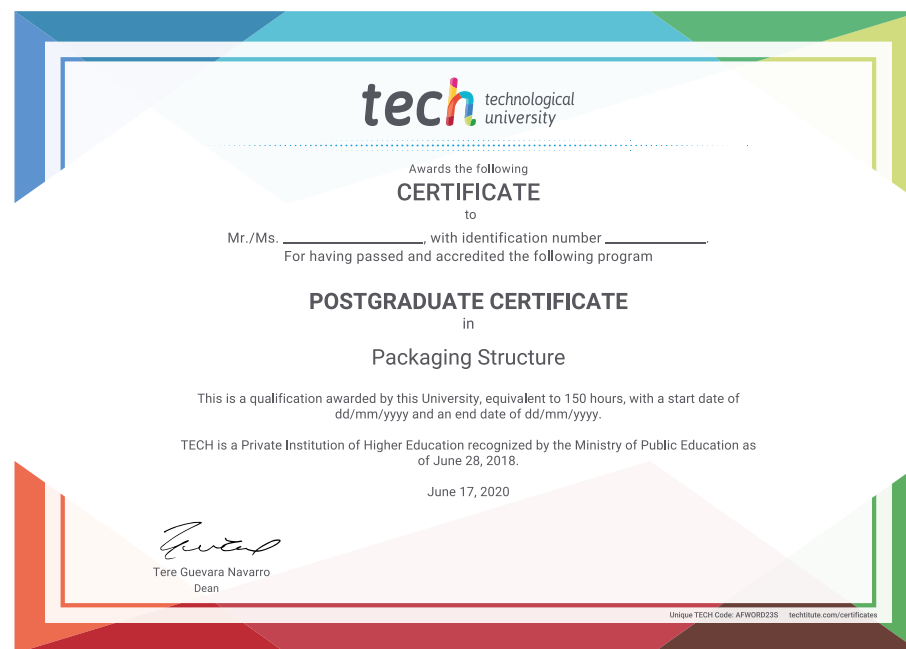 tech technological
university
Awards the following
CERTIFICATE
to
Mr./Ms. ____________________, with identification number ______________.
For having passed and accredited the following program
POSTGRADUATE CERTIFICATE
in
Packaging Structure
This is a qualification awarded by this University, equivalent to 150 hours, with a start date of
dd/mm/yyyy and an end date of dd/mm/yyyy.
TECH is a Private Institution of Higher Education recognized by the Ministry of Public Education as
of June 28, 2018.
June 17, 2020
Tere Guevara Navarro
Dean
Unique TECH Code: AFWORD23S techtitute.com/certificates